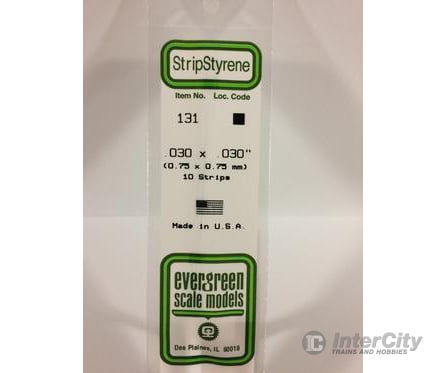 StripStyrene
Item No. Loc. Code
131
.030 x .030"
(0.75 x 0.75 mm)
10 Strips
Made in U.S.A.
evergreen
scale models
Des Plaines, IL 60018
IC InterCity
TRAINS AND HOBBIES